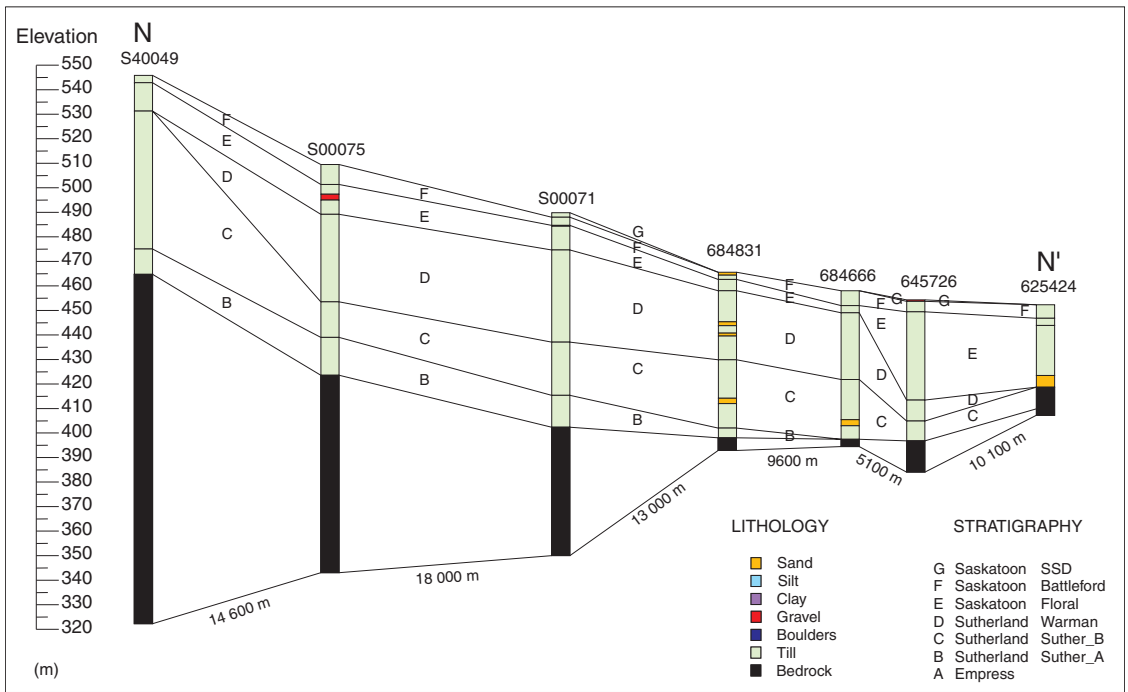 Elevation
N
S40049
550
540
530
520
510
500
490
480
470
460
450
440
430
420
410
400
390
380
370
360
350
340
330
320
(m)
F
E
D
C
B
S00075
F
E
D
C
B
S00071
G
F
E
D
C
B
684831
F
E
D
C
B
684666
F
G
E
D
C
645726
G
N'
625424
F
E
D
C
14 600 m
18 000 m
13 000 m
9600 m
5100 m
10 100 m
LITHOLOGY
Sand
Silt
Clay
Gravel
Boulders
Till
Bedrock
STRATIGRAPHY
G Saskatoon SSD
F Saskatoon Battleford
E Saskatoon Floral
D Sutherland Warman
C Sutherland Suther_B
B Sutherland Suther_A
A Empress